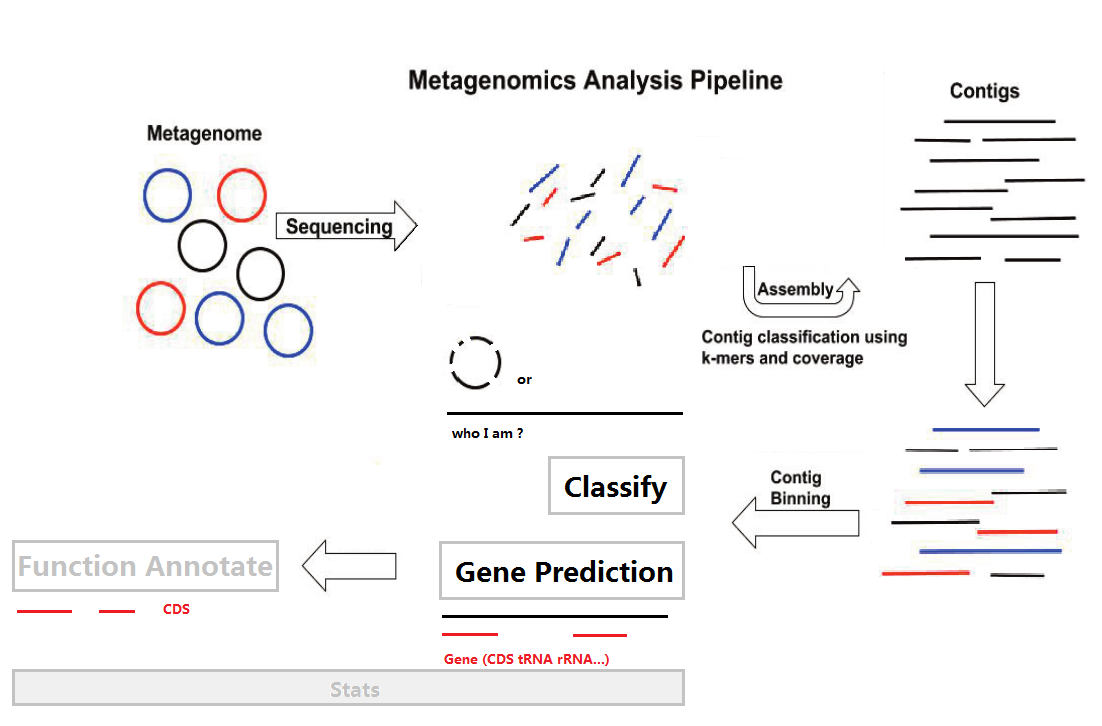 Metagenomics Analysis Pipeline
Contigs
Metagenome
Sequencing
Assembly
Contig classification using
k-mers and coverage
or
who I am ?
Classify
Contig
Binning
Gene Prediction
Function Annotate
CDS
Gene (CDS tRNA rRNA...)
Stats